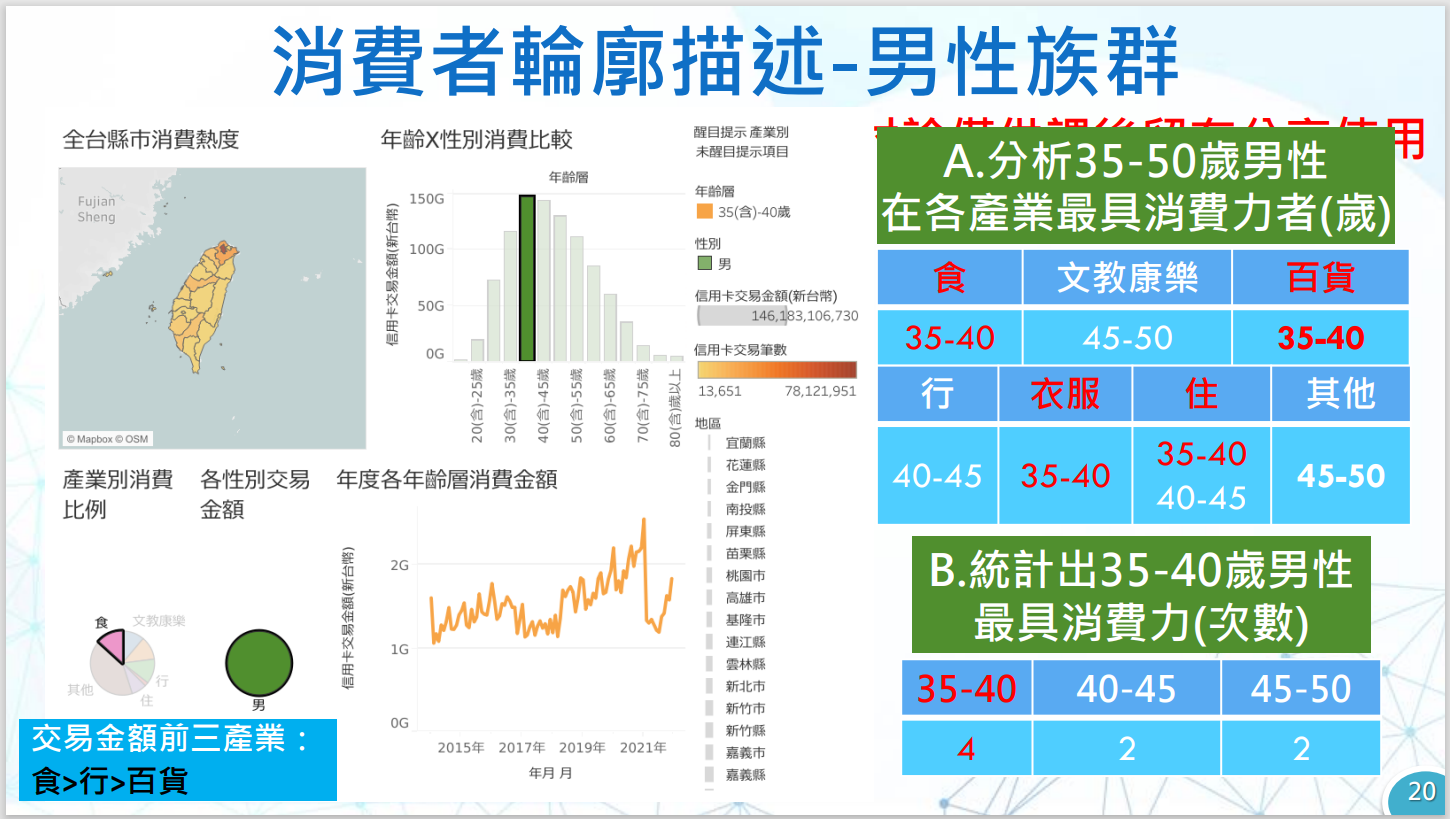 消費者輪廓描述-男性族群
全台縣市消費熱度
Fujian
Sheng
© Mapbox © OSM
年齡X性別消費比較
年齡層
信用卡交易金額(新台幣)
150G
100G
50G
0G
20(含)-25歲
30(含)-35歲
40(含)-45歲
50(含)-55歲
60(含)-65歲
70(含)-75歲
80(含)歲以上
醒目提示 產業別
未醒目提示項目
年齡層
35(含)-40歲
性別
男
信用卡交易金額(新台幣)
146,183,106,730
信用卡交易筆數
13,651
78,121,951
地區
宜蘭縣
花蓮縣
金門縣
南投縣
屏東縣
苗栗縣
桃園市
高雄市
基隆市
連江縣
雲林縣
新北市
新竹市
新竹縣
嘉義市
嘉義縣
產業別消費
比例
食
文教康樂
行
住
其他
各性別交易
金額
男
年度各年齡層消費金額
信用卡交易金額(新台幣)
2G
1G
0G
2015年 2017年 2019年 2021年
年月 月
交易金額前三產業：
食>行>百貨
A.分析35-50歲男性
在各產業最具消費力者(歲)
食 文教康樂 百貨
35-40 45-50 35-40
行 衣服 住 其他
40-45 35-40 35-40 45-50
40-45
B.統計出35-40歲男性
最具消費力(次數)
35-40 40-45 45-50
4 2 2
20